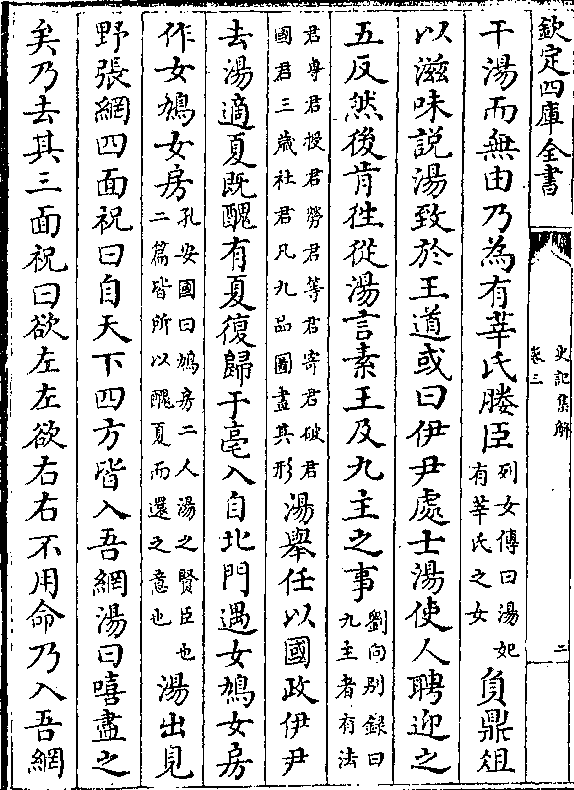 欽定四庫全書
史記集解
卷三
二
干湯而無由乃為有莘氏媵臣列女傳曰湯妃有莘氏之女負鼎俎
以滋味說湯致於王道或曰伊尹處士湯使人聘迎之
五反然後肯徃從湯言素王及九主之事劉向别録曰九主者有法
君專君授君勞君等君寄君破君國君三歲社君凡九品圖畫其形湯舉任以國政伊尹
去湯適夏既醜有夏復歸于亳入自北門遇女鳩女房
作女鳩女房孔安國曰鳩房二人湯之賢臣也二篇皆所以醜夏而還之意也湯出見
野張網四面祝曰自天下四方皆入吾網湯曰嘻盡之
矣乃去其三面祝曰欲左左欲右右不用命乃入吾網